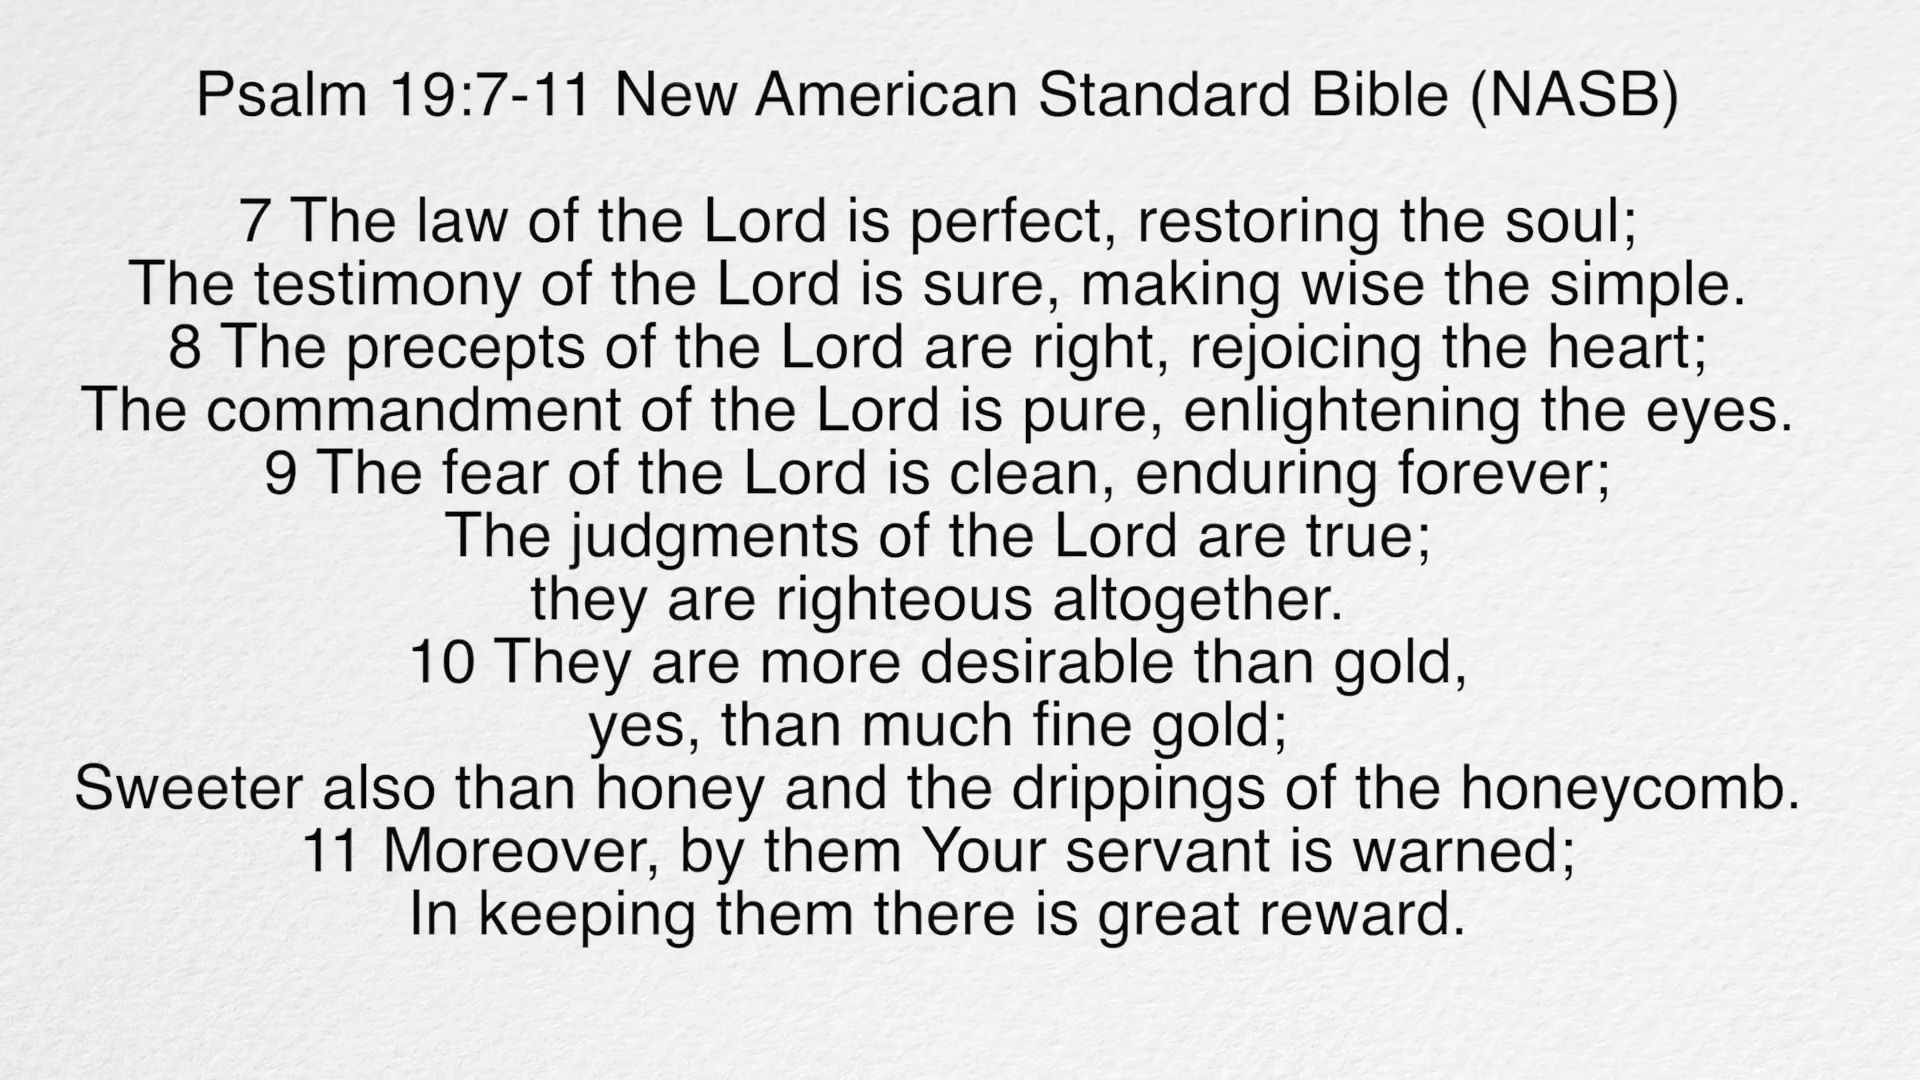 Psalm 19:7-11 New American Standard Bible (NASB)
7 The law of the Lord is perfect, restoring the soul;
The testimony of the Lord is sure, making wise the simple.
8 The precepts of the Lord are right, rejoicing the heart;
The commandment of the Lord is pure, enlightening the eyes.
9 The fear of the Lord is clean, enduring forever;
The judgments of the Lord are true;
they are righteous altogether.
10 They are more desirable than gold,
yes, than much fine gold;
Sweeter also than honey and the drippings of the honeycomb.
11 Moreover, by them Your servant is warned;
In keeping them there is great reward.